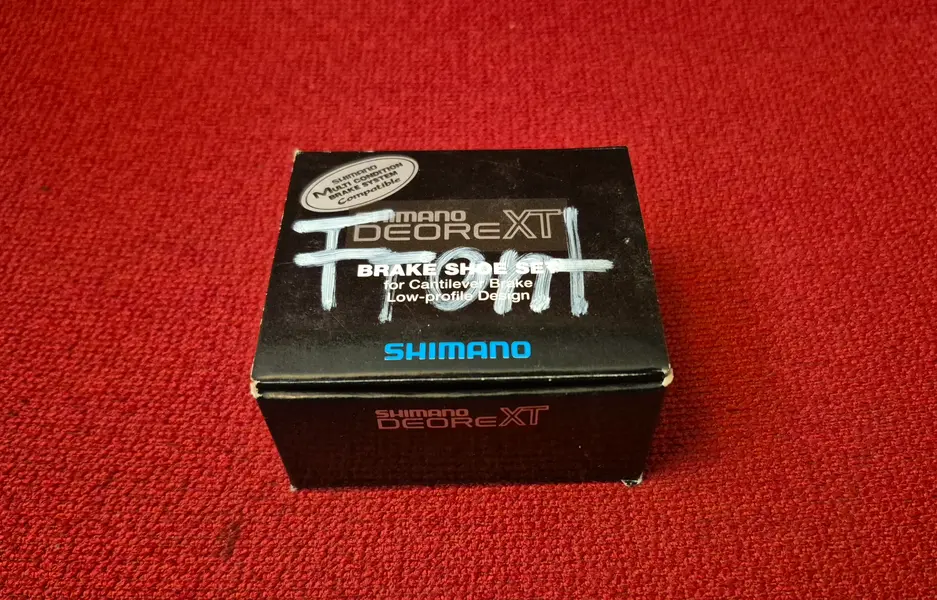 SHIMANO
MULTI CONDITION
BRAKE SYSTEM
Compatible
SHIMANO
DEORE XT
Front
BRAKE SHOE SET
for Cantilever Brake
Low-profile Design
SHIMANO
SHIMANO
DEORE XT